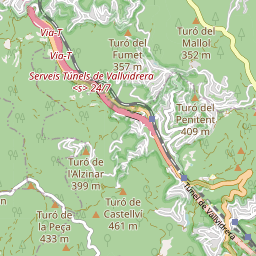 Via-T
Turó
del Fumet
357 m
Turó del
Mallol
352 m
Via-T
Serveis Túnels de Vallvidrera
<s> 24/7
Turó del
Penitent
409 m
Turó de
l'Alzinar
399 m
Túnel de Vallvidrera
Turó de
la Peça
433 m
Turó de
Castellví
461 m